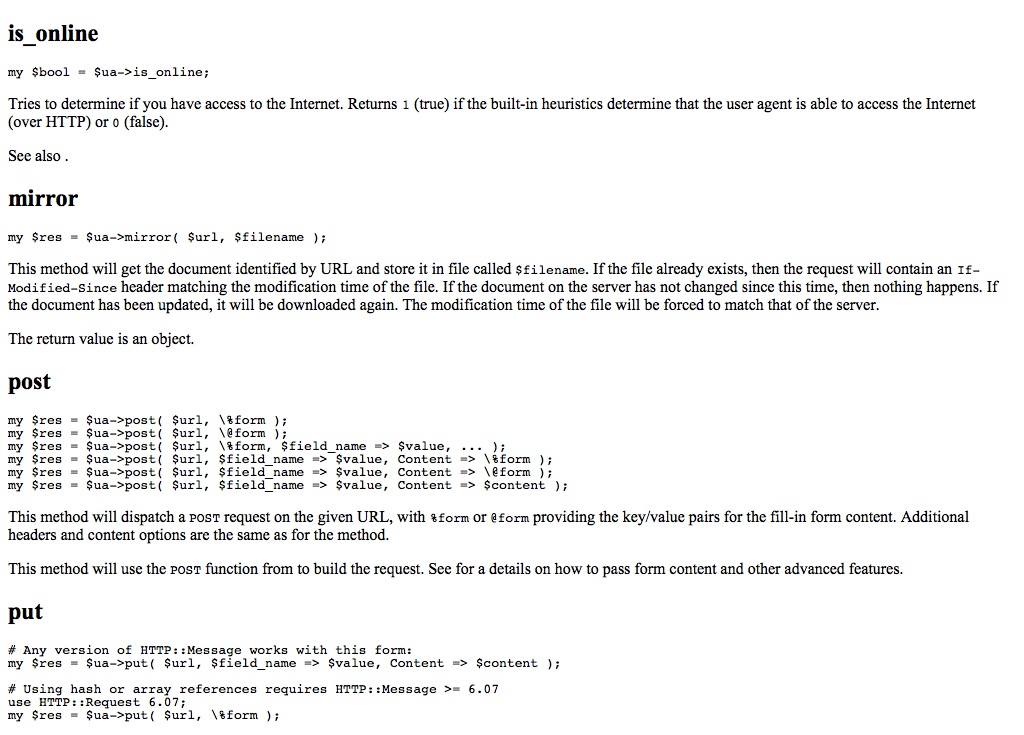 is_online
my $bool = $ua->is_online;
Tries to determine if you have access to the Internet. Returns 1 (true) if the built-in heuristics determine that the user agent is able to access the Internet
(over HTTP) or 0 (false).
See also .
mirror
my $res = $ua->mirror( $url, $filename );
This method will get the document identified by URL and store it in file called $filename. If the file already exists, then the request will contain an If-
Modified-Since header matching the modification time of the file. If the document on the server has not changed since this time, then nothing happens. If
the document has been updated, it will be downloaded again. The modification time of the file will be forced to match that of the server.
The return value is an object.
post
my $res = $ua->post( $url, \%form );
my $res = $ua->post( $url, \@form );
my $res = $ua->post( $url, \%form, $field_name => $value, ... );
my $res = $ua->post( $url, $field_name => $value, Content => \%form );
my $res = $ua->post( $url, $field_name => $value, Content => \@form );
my $res = $ua->post( $url, $field_name => $value, Content => $content );
This method will dispatch a POST request on the given URL, with %form or @form providing the key/value pairs for the fill-in form content. Additional
headers and content options are the same as for the method.
This method will use the POST function from to build the request. See for a details on how to pass form content and other advanced features.
put
# Any version of HTTP::Message works with this form:
my $res = $ua->put( $url, $field_name => $value, Content => $content );
# Using hash or array references requires HTTP::Message >= 6.07
use HTTP::Request 6.07;
my $res = $ua->put( $url, \%form );